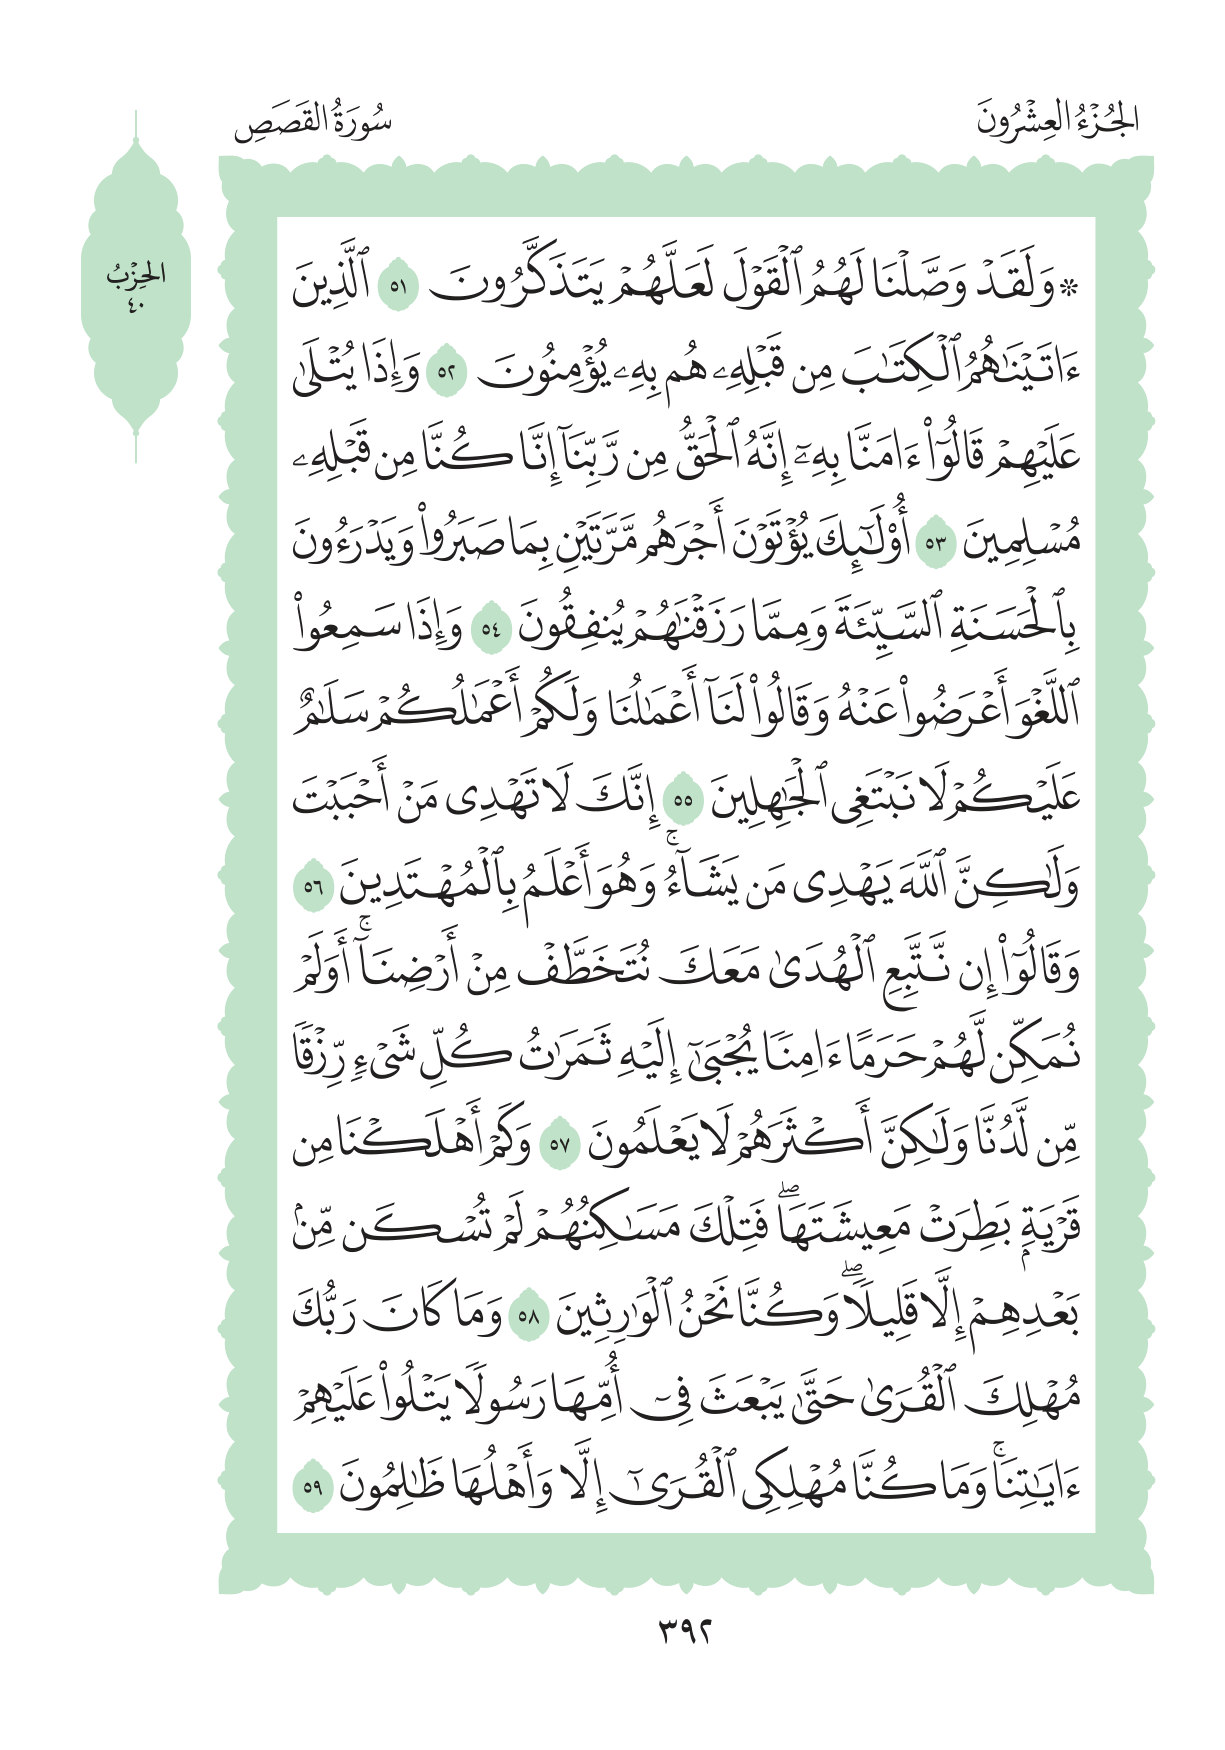 الجُزْءُ العِشْرُونَ
سُورَةُ القَصَصِ
الحِزْبُ
٤٠
۞ وَلَقَدْ وَصَّلْنَا لَهُمُ ٱلْقَوْلَ لَعَلَّهُمْ يَتَذَكَّرُونَ ٥١ ٱلَّذِينَ
ءَاتَيْنَٰهُمُ ٱلْكِتَٰبَ مِن قَبْلِهِۦ هُم بِهِۦ يُؤْمِنُونَ ٥٢ وَإِذَا يُتْلَىٰ
عَلَيْهِمْ قَالُوٓا۟ ءَامَنَّا بِهِۦٓ إِنَّهُ ٱلْحَقُّ مِن رَّبِّنَآ إِنَّا كُنَّا مِن قَبْلِهِۦ
مُسْلِمِينَ ٥٣ أُو۟لَٰٓئِكَ يُؤْتَوْنَ أَجْرَهُم مَّرَّتَيْنِ بِمَا صَبَرُوا۟ وَيَدْرَءُونَ
بِٱلْحَسَنَةِ ٱلسَّيِّئَةَ وَمِمَّا رَزَقْنَٰهُمْ يُنفِقُونَ ٥٤ وَإِذَا سَمِعُوا۟
ٱللَّغْوَ أَعْرَضُوا۟ عَنْهُ وَقَالُوا۟ لَنَآ أَعْمَٰلُنَا وَلَكُمْ أَعْمَٰلُكُمْ سَلَٰمٌ
عَلَيْكُمْ لَا نَبْتَغِى ٱلْجَٰهِلِينَ ٥٥ إِنَّكَ لَا تَهْدِى مَنْ أَحْبَبْتَ
وَلَٰكِنَّ ٱللَّهَ يَهْدِى مَن يَشَآءُ ۚ وَهُوَ أَعْلَمُ بِٱلْمُهْتَدِينَ ٥٦
وَقَالُوٓا۟ إِن نَّتَّبِعِ ٱلْهُدَىٰ مَعَكَ نُتَخَطَّفْ مِنْ أَرْضِنَآ ۚ أَوَلَمْ
نُمَكِّن لَّهُمْ حَرَمًا ءَامِنًا يُجْبَىٰٓ إِلَيْهِ ثَمَرَٰتُ كُلِّ شَىْءٍ رِّزْقًا
مِّن لَّدُنَّا وَلَٰكِنَّ أَكْثَرَهُمْ لَا يَعْلَمُونَ ٥٧ وَكَمْ أَهْلَكْنَا مِن
قَرْيَةٍۭ بَطِرَتْ مَعِيشَتَهَا ۖ فَتِلْكَ مَسَٰكِنُهُمْ لَمْ تُسْكَن مِّنۢ
بَعْدِهِمْ إِلَّا قَلِيلًا ۖ وَكُنَّا نَحْنُ ٱلْوَٰرِثِينَ ٥٨ وَمَا كَانَ رَبُّكَ
مُهْلِكَ ٱلْقُرَىٰ حَتَّىٰ يَبْعَثَ فِىٓ أُمِّهَا رَسُولًا يَتْلُوا۟ عَلَيْهِمْ
ءَايَٰتِنَا ۚ وَمَا كُنَّا مُهْلِكِى ٱلْقُرَىٰٓ إِلَّا وَأَهْلُهَا ظَٰلِمُونَ ٥٩
٣٩٢